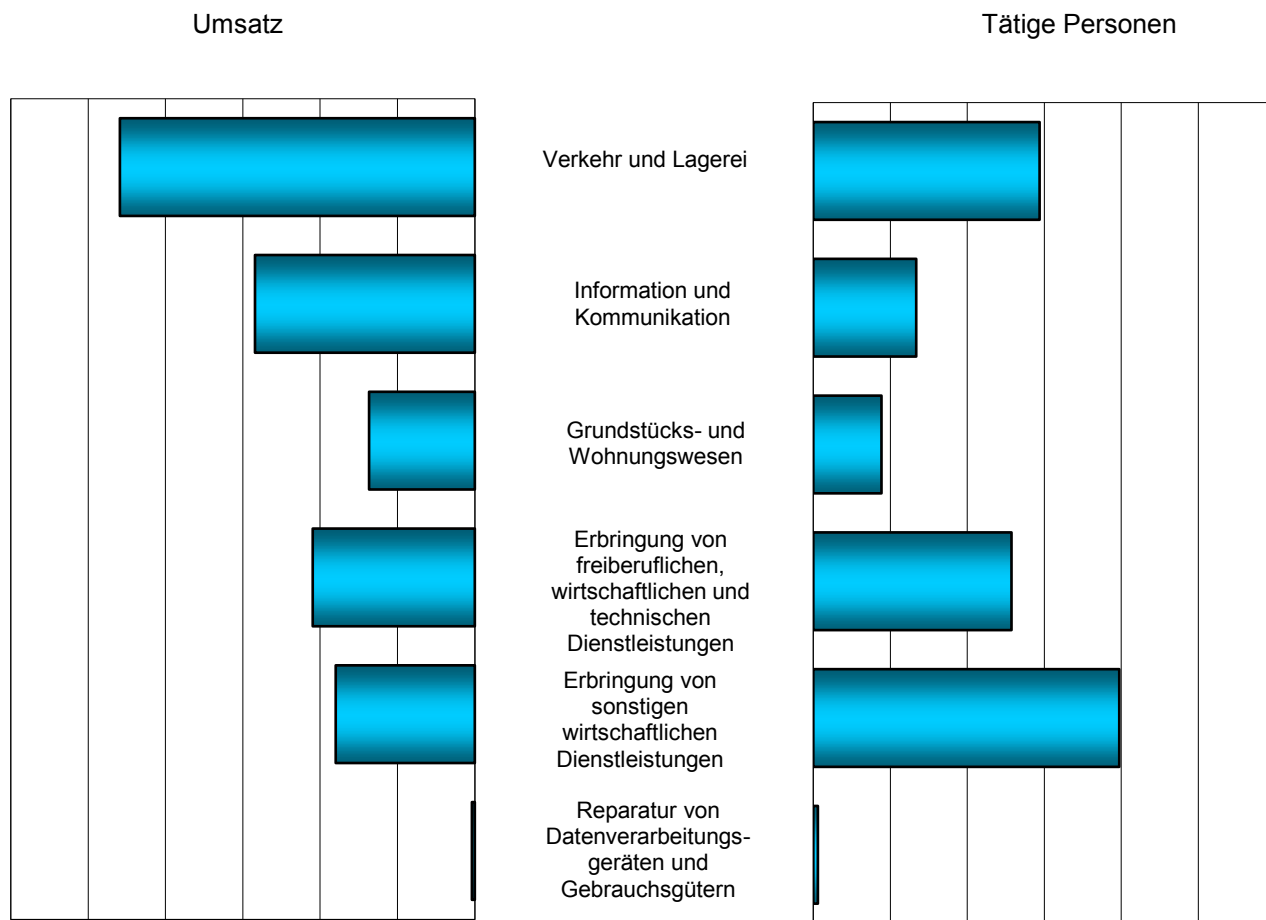 Umsatz
Tätige Personen
Verkehr und Lagerei
Information und
Kommunikation
Grundstücks- und
Wohnungswesen
Erbringung von
freiberuflichen,
wirtschaftlichen und
technischen
Dienstleistungen
Erbringung von
sonstigen
wirtschaftlichen
Dienstleistungen
Reparatur von
Datenverarbeitungs-
geräten und
Gebrauchsgütern